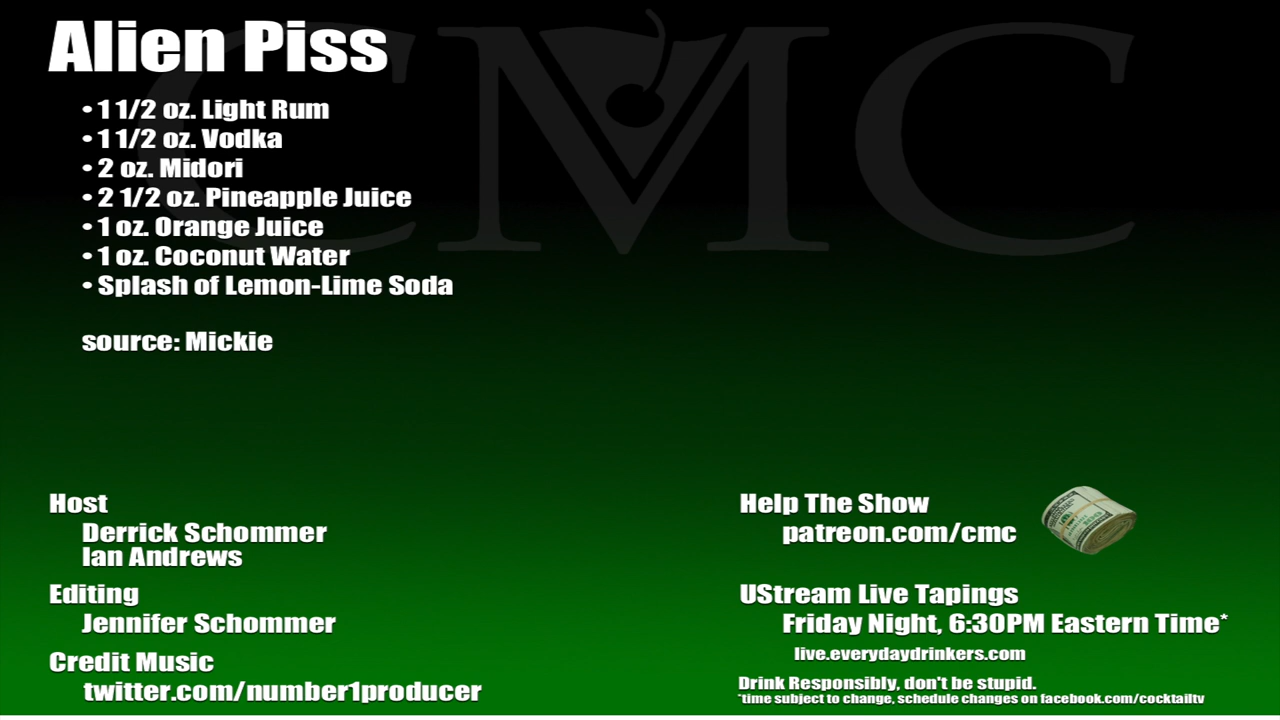 CMC
Alien Piss
• 1 1/2 oz. Light Rum
• 1 1/2 oz. Vodka
• 2 oz. Midori
• 2 1/2 oz. Pineapple Juice
• 1 oz. Orange Juice
• 1 oz. Coconut Water
• Splash of Lemon-Lime Soda
source: Mickie
Host
Derrick Schommer
Ian Andrews
Editing
Jennifer Schommer
Credit Music
twitter.com/number1producer
Help The Show
patreon.com/cmc
UStream Live Tapings
Friday Night, 6:30PM Eastern Time*
live.everydaydrinkers.com
Drink Responsibly, don't be stupid.
*time subject to change, schedule changes on facebook.com/cocktailtv